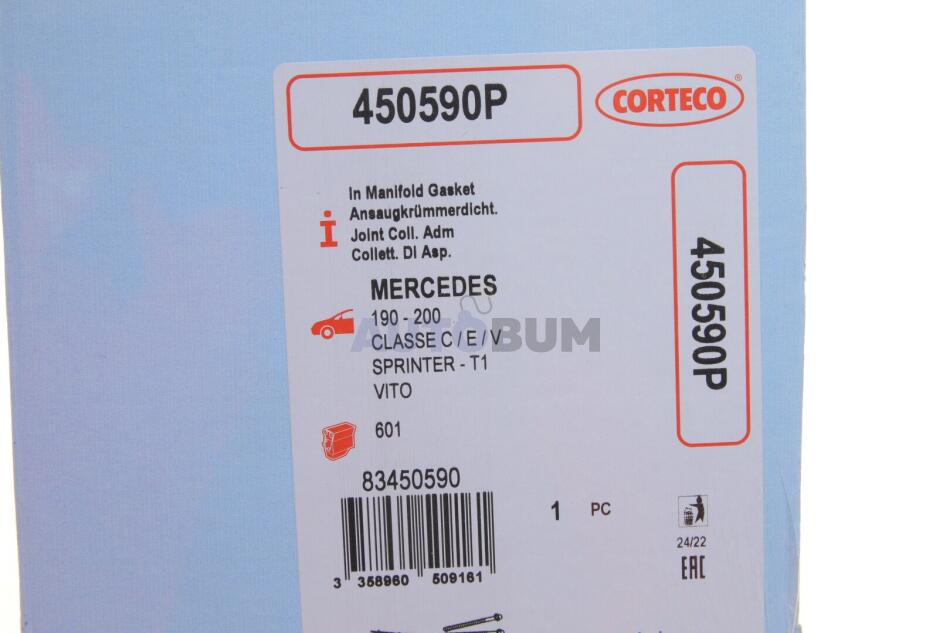 450590P
CORTECO®
In Manifold Gasket
Ansaugkrümmerdicht.
Joint Coll. Adm
Collett. Di Asp.
450590P
MERCEDES
190 - 200
CLASSE C / E / V
SPRINTER - T1
VITO
AUTOBUM
601
83450590
1 PC
24/22
EAC
3 358960 509161